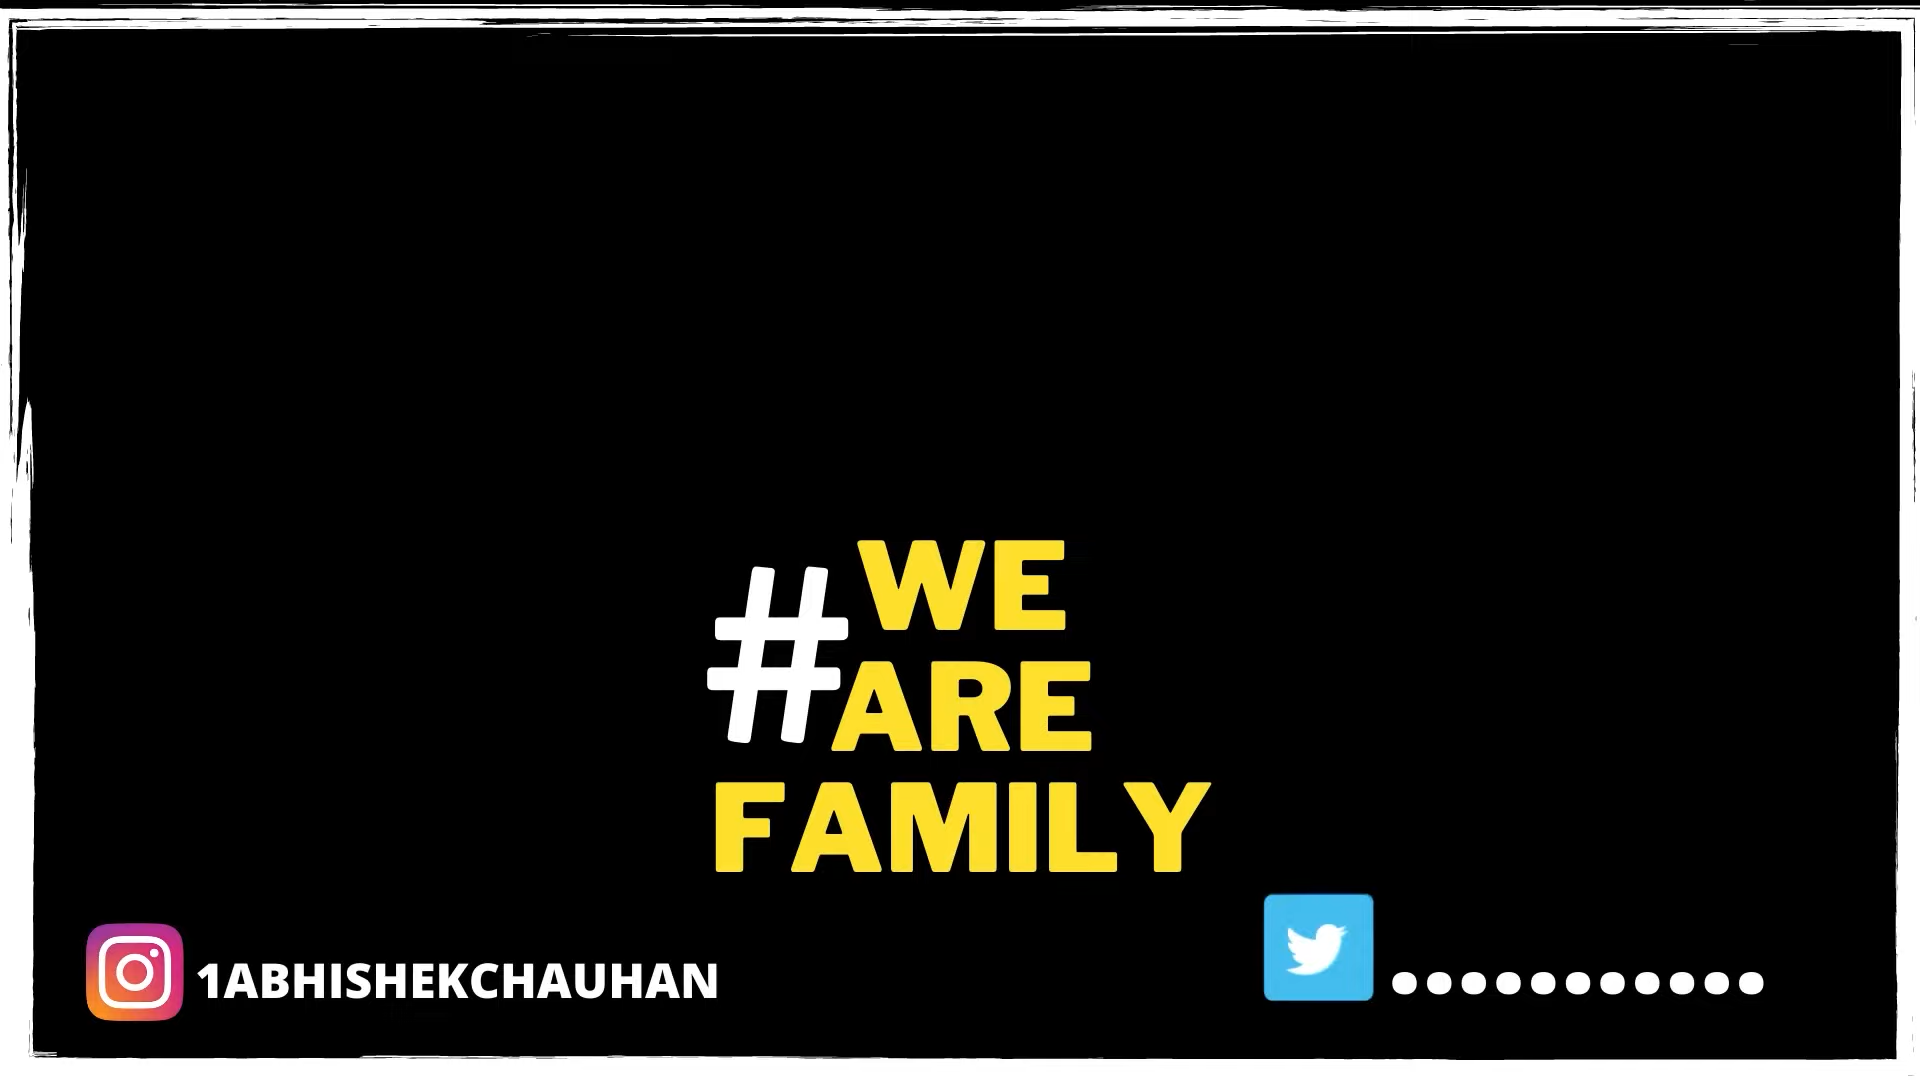 #WE
ARE
FAMILY
1ABHISHEKCHAUHAN
...........